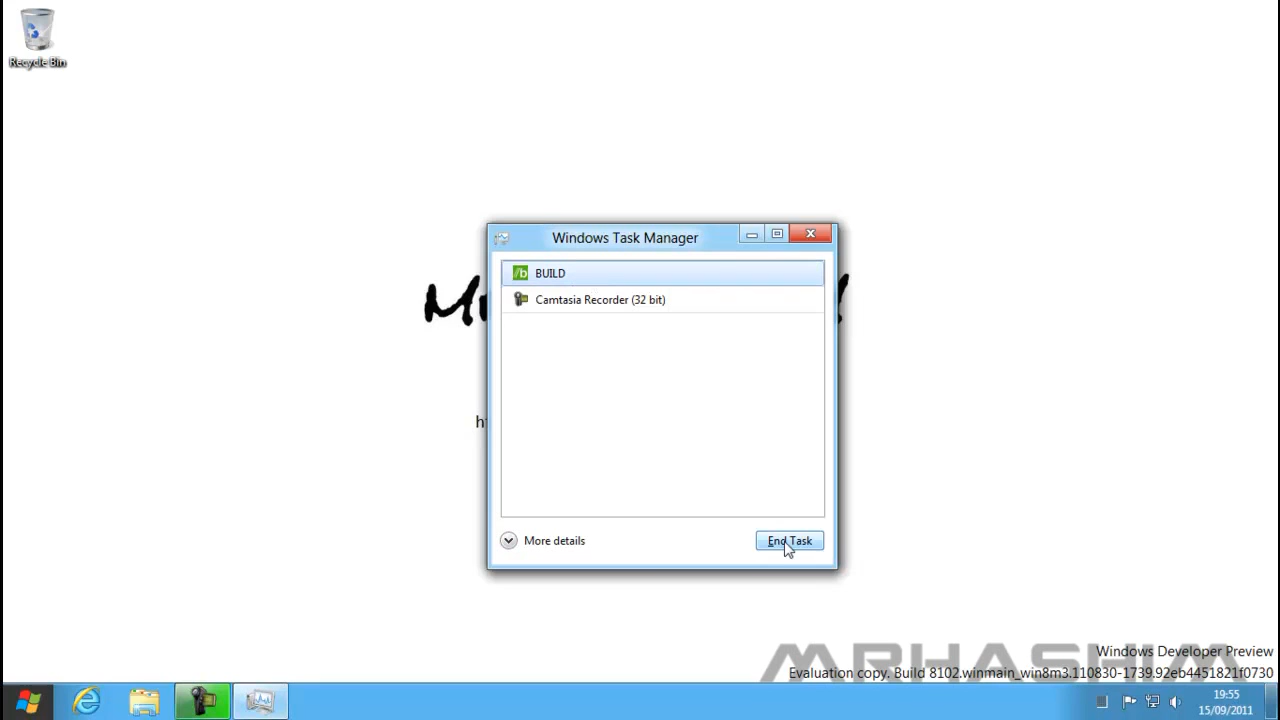 Recycle Bin
Windows Task Manager
BUILD
Camtasia Recorder (32 bit)
More details
End Task
MRHASHIM
Windows Developer Preview
Evaluation copy. Build 8102.winmain_win8m3.110830-1739.92eb4451821f0730
19:55
15/09/2011